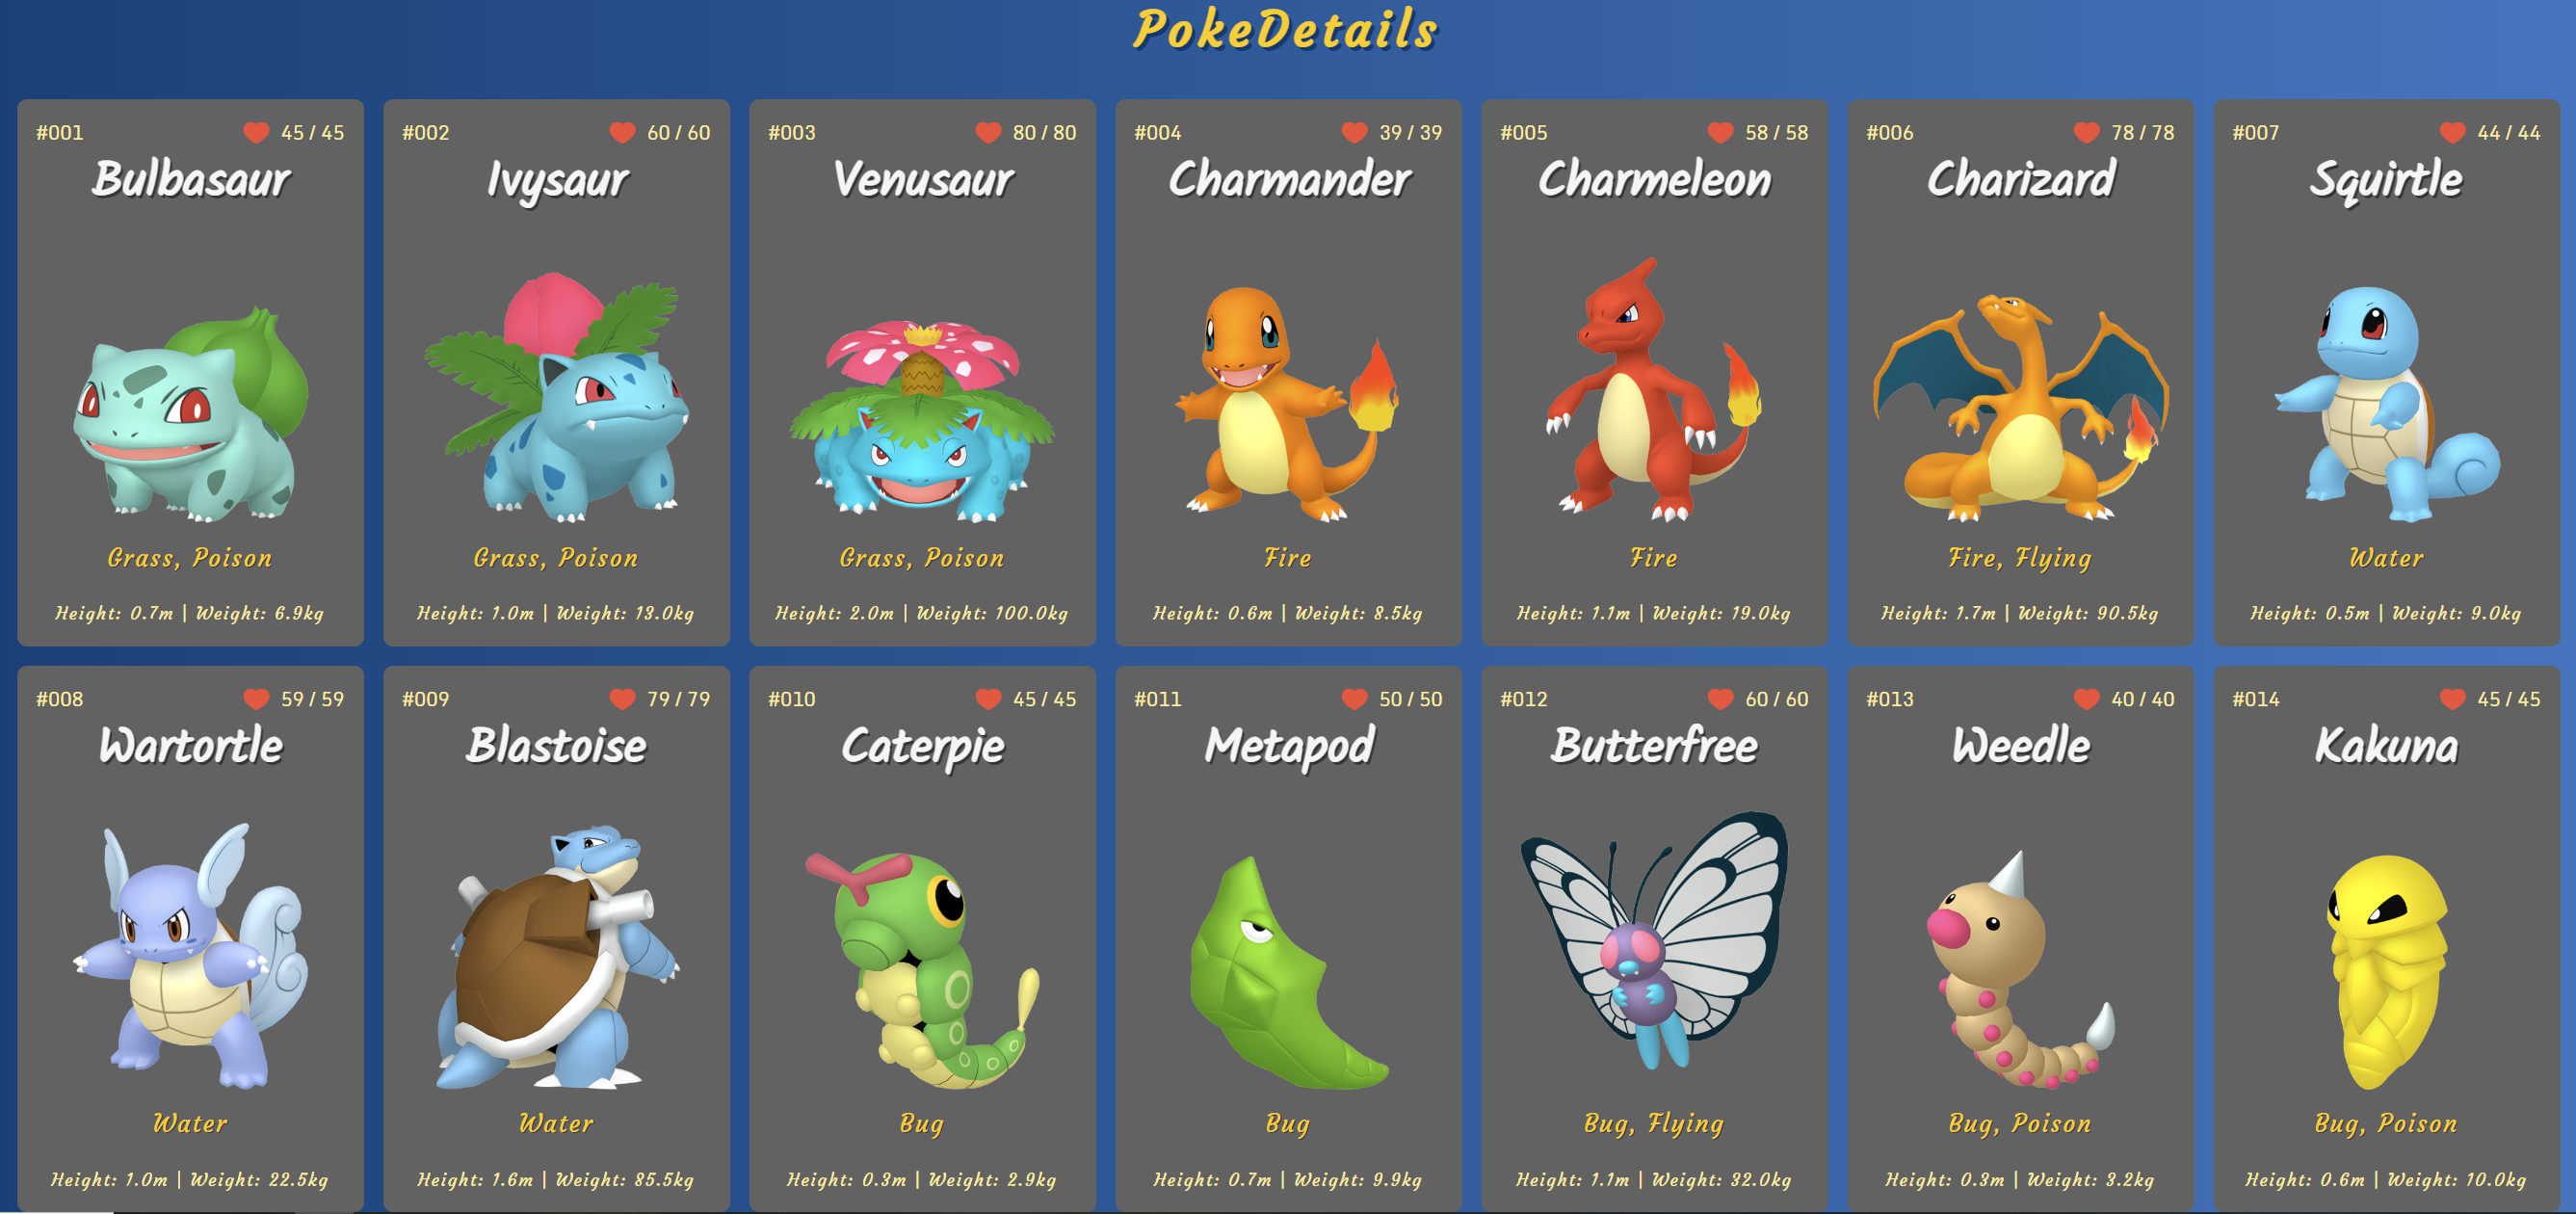 PokeDetails
#001 45 / 45
Bulbasaur
Grass, Poison
Height: 0.7m | Weight: 6.9kg
#002 60 / 60
Ivysaur
Grass, Poison
Height: 1.0m | Weight: 13.0kg
#003 80 / 80
Venusaur
Grass, Poison
Height: 2.0m | Weight: 100.0kg
#004 39 / 39
Charmander
Fire
Height: 0.6m | Weight: 8.5kg
#005 58 / 58
Charmeleon
Fire
Height: 1.1m | Weight: 19.0kg
#006 78 / 78
Charizard
Fire, Flying
Height: 1.7m | Weight: 90.5kg
#007 44 / 44
Squirtle
Water
Height: 0.5m | Weight: 9.0kg
#008 59 / 59
Wartortle
Water
Height: 1.0m | Weight: 22.5kg
#009 79 / 79
Blastoise
Water
Height: 1.6m | Weight: 85.5kg
#010 45 / 45
Caterpie
Bug
Height: 0.3m | Weight: 2.9kg
#011 50 / 50
Metapod
Bug
Height: 0.7m | Weight: 9.9kg
#012 60 / 60
Butterfree
Bug, Flying
Height: 1.1m | Weight: 32.0kg
#013 40 / 40
Weedle
Bug, Poison
Height: 0.3m | Weight: 3.2kg
#014 45 / 45
Kakuna
Bug, Poison
Height: 0.6m | Weight: 10.0kg